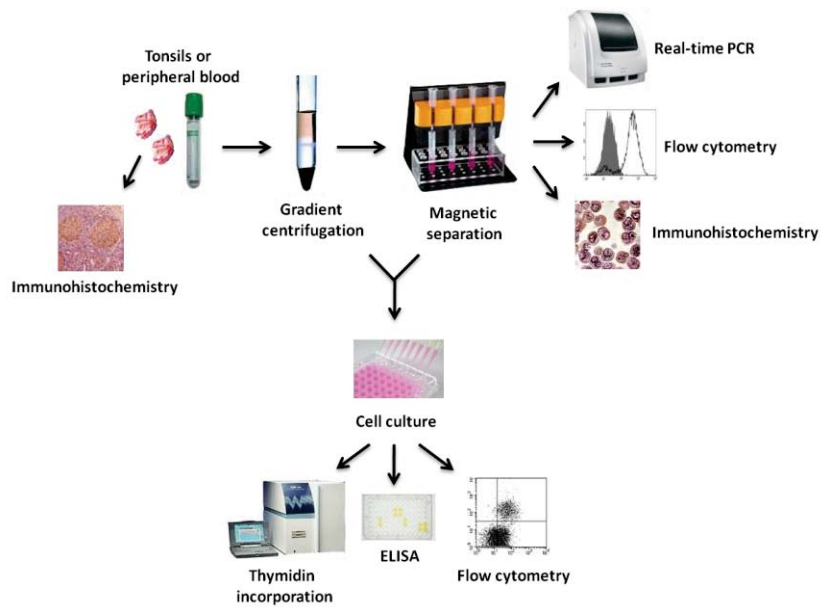 Tonsils or
peripheral blood
Real-time PCR
Flow cytometry
Gradient
centrifugation
Magnetic
separation
Immunohistochemistry
Immunohistochemistry
Cell culture
ELISA
Thymidin
incorporation
Flow cytometry